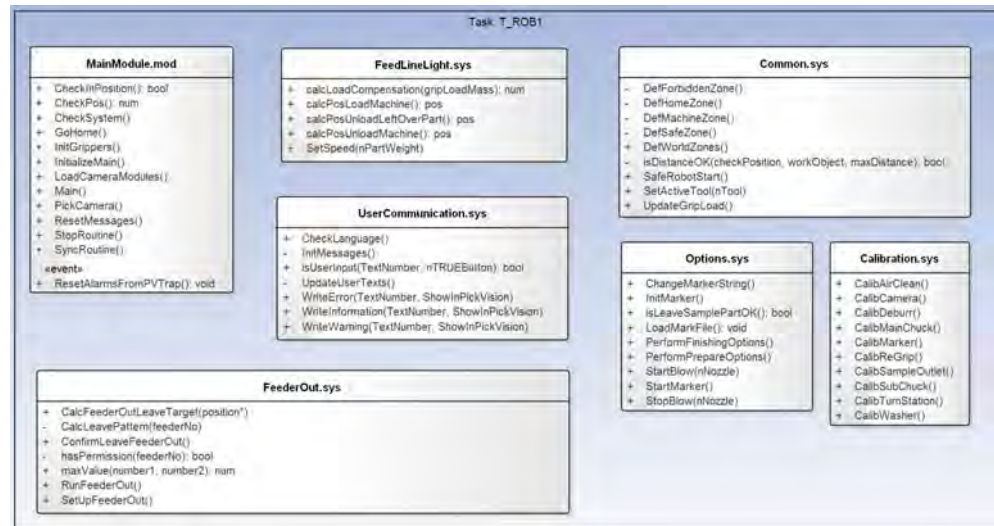 Task: T_ROB1
MainModule.mod
+ CheckInPosition(): bool
+ CheckPos(): num
+ CheckSystem()
+ GoHome()
+ InitGrippers()
+ InitializeMain()
+ LoadCameraModules()
+ Main()
+ PickCamera()
+ ResetMessages()
+ StopRoutine()
+ SyncRoutine()
«event»
+ ResetAlarmsFromPVTrap(): void
FeedLineLight.sys
+ calcLoadCompensation(gripLoadMass): num
+ calcPosLoadMachine(): pos
+ calcPosUnloadLeftOverPart(): pos
+ calcPosUnloadMachine(): pos
+ SetSpeed(nPartWeight)
Common.sys
- DefForbiddenZone()
- DefHomeZone()
- DefMachineZone()
- DefSafeZone()
+ DefWorldZones()
- isDistanceOK(checkPosition, workObject, maxDistance): bool
+ SafeRobotStart()
+ SetActiveTool(nTool)
+ UpdateGripLoad()
UserCommunication.sys
CheckLanguage()
- InitMessages()
+ isUserInput(TextNumber, nTRUEButton): bool
- UpdateUserTexts()
+ WriteError(TextNumber, ShowInPickVision)
+ WriteInformation(TextNumber, ShowInPickVision)
+ WriteWarning(TextNumber, ShowInPickVision)
Options.sys
+ ChangeMarkerString()
+ InitMarker()
+ isLeaveSamplePartOK(): bool
+ LoadMarkFile(): void
+ PerformFinishingOptions()
+ PerformPrepareOptions()
+ StartBlow(nNozzle)
+ StartMarker()
+ StopBlow(nNozzle)
Calibration.sys
+ CalibAirClean()
+ CalibCamera()
+ CalibDeburr()
+ CalibMainChuck()
+ CalibMarker()
+ CalibReGrip()
+ CalibSampleOutlet()
+ CalibSubChuck()
+ CalibTurnStation()
+ CalibWasher()
FeederOut.sys
+ CalcFeederOutLeaveTarget(position*)
- CalcLeavePattern(feederNo)
+ ConfirmLeaveFeederOut()
- hasPermission(feederNo): bool
+ maxValue(number1, number2): num
+ RunFeederOut()
+ SetUpFeederOut()